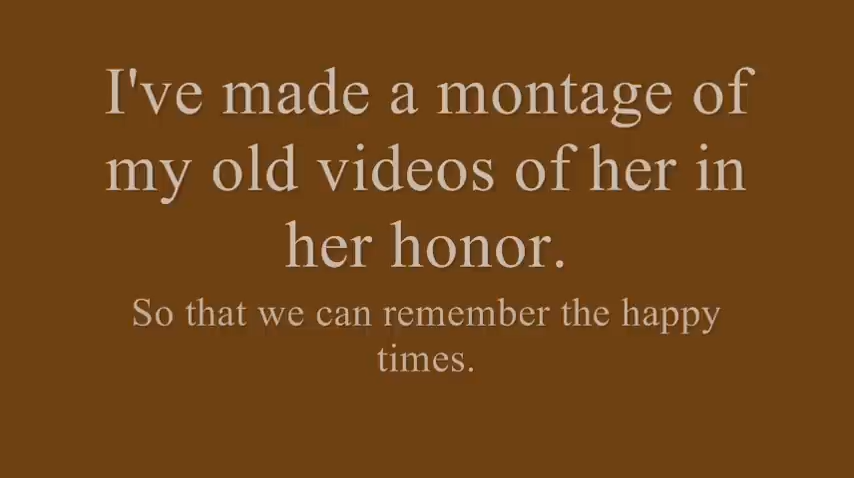 I've made a montage of
my old videos of her in
her honor.
So that we can remember the happy
times.